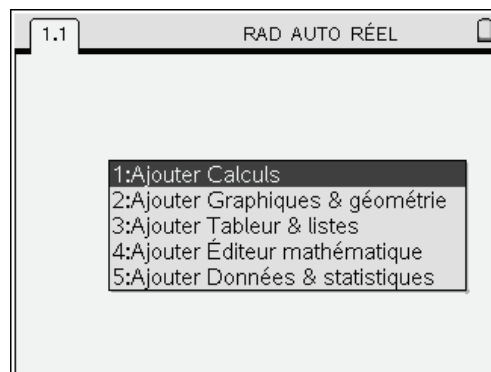 1.1 RAD AUTO RÉEL
1:Ajouter Calculs
2:Ajouter Graphiques & géométrie
3:Ajouter Tableur & listes
4:Ajouter Éditeur mathématique
5:Ajouter Données & statistiques